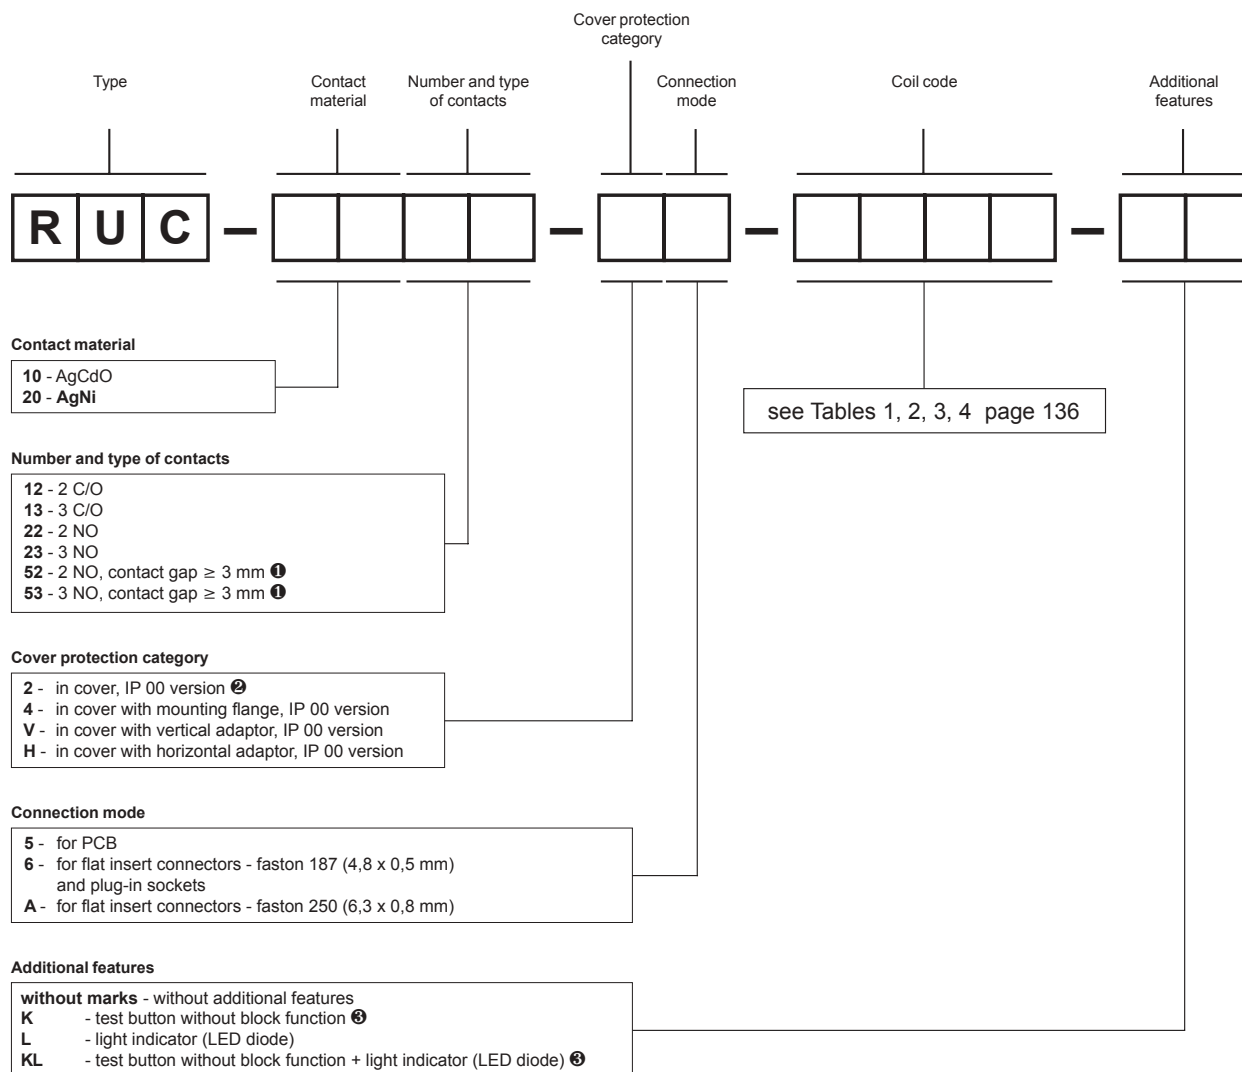 Cover protection
category
Type
Contact
material
Number and type
of contacts
Connection
mode
Coil code
Additional
features
R U C – – – –
Contact material
10 - AgCdO
20 - AgNi
see Tables 1, 2, 3, 4 page 136
Number and type of contacts
12 - 2 C/O
13 - 3 C/O
22 - 2 NO
23 - 3 NO
52 - 2 NO, contact gap ≥ 3 mm ❶
53 - 3 NO, contact gap ≥ 3 mm ❶
Cover protection category
2 - in cover, IP 00 version ❷
4 - in cover with mounting flange, IP 00 version
V - in cover with vertical adaptor, IP 00 version
H - in cover with horizontal adaptor, IP 00 version
Connection mode
5 - for PCB
6 - for flat insert connectors - faston 187 (4,8 x 0,5 mm)
and plug-in sockets
A - for flat insert connectors - faston 250 (6,3 x 0,8 mm)
Additional features
without marks - without additional features
K - test button without block function ❸
L - light indicator (LED diode)
KL - test button without block function + light indicator (LED diode) ❸